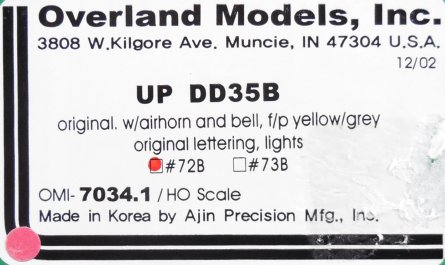 Overland Models, Inc.
3808 W.Kilgore Ave. Muncie, IN 47304 U.S.A.
12/02
UP DD35B
original. w/airhorn and bell, f/p yellow/grey
original lettering, lights
#72B #73B
OMI-7034.1 / HO Scale
Made in Korea by Ajin Precision Mfg., Inc.